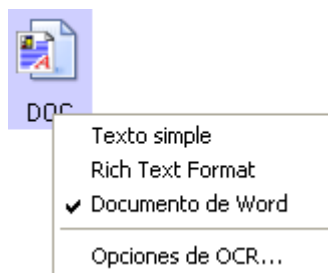 DOC
Texto simple
Rich Text Format
Documento de Word
Opciones de OCR...